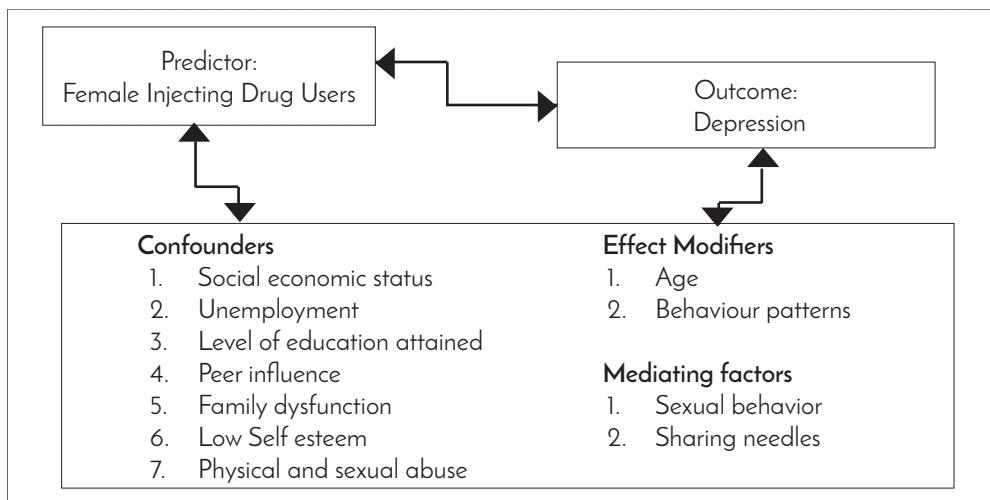 Predictor:
Female Injecting Drug Users
Outcome:
Depression
Confounders
1. Social economic status
2. Unemployment
3. Level of education attained
4. Peer influence
5. Family dysfunction
6. Low Self esteem
7. Physical and sexual abuse
Effect Modifiers
1. Age
2. Behaviour patterns
Mediating factors
1. Sexual behavior
2. Sharing needles